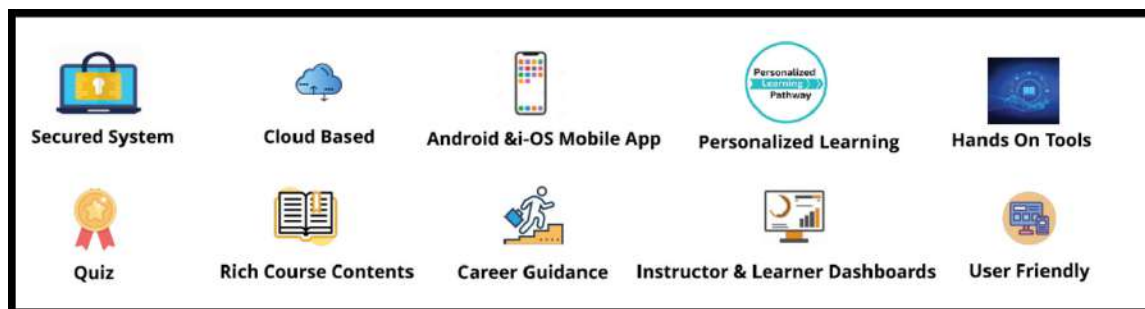 Secured System
Cloud Based
Android &i-OS Mobile App
Personalized
Learning
Pathway
Personalized Learning
Hands On Tools
Quiz
Rich Course Contents
Career Guidance
Instructor & Learner Dashboards
User Friendly